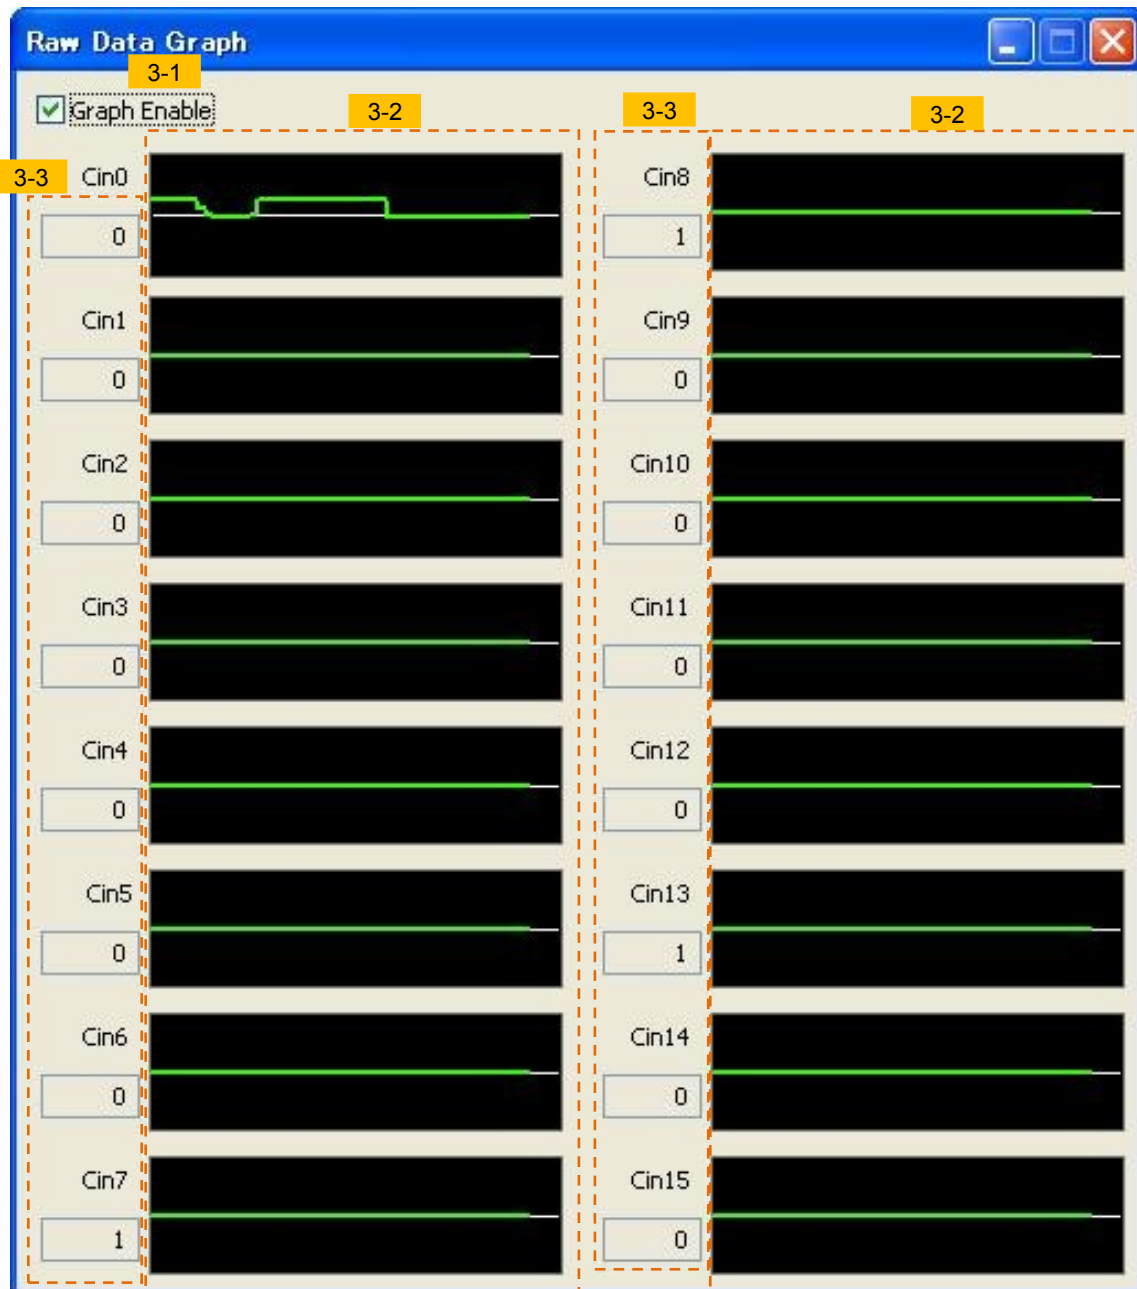 Raw Data Graph
3-1
Graph Enable
3-2
3-3
3-2
3-3
Cin0
0
Cin1
0
Cin2
0
Cin3
0
Cin4
0
Cin5
0
Cin6
0
Cin7
1
Cin8
1
Cin9
0
Cin10
0
Cin11
0
Cin12
0
Cin13
1
Cin14
0
Cin15
0